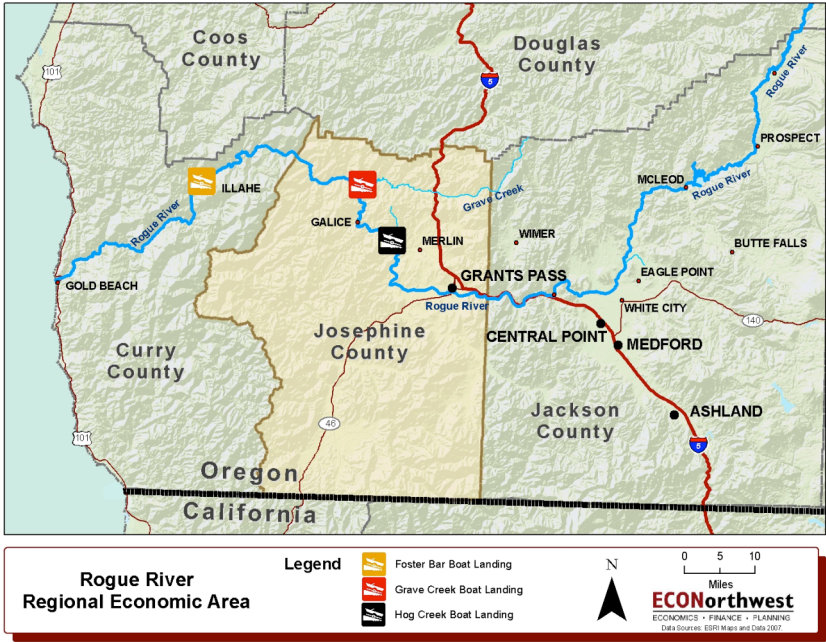 Coos
County
Douglas
County
101
5
Rogue River
PROSPECT
MCLEOD
Rogue River
ILLAHE
Grave Creek
Rogue River
GALICE
MERLIN
WIMER
BUTTE FALLS
EAGLE POINT
GOLD BEACH
GRANTS PASS
Rogue River
WHITE CITY
140
Josephine
County
CENTRAL POINT
MEDFORD
Curry
County
Jackson
County
ASHLAND
46
101
5
Oregon
California
Rogue River
Regional Economic Area
Legend
Foster Bar Boat Landing
Grave Creek Boat Landing
Hog Creek Boat Landing
N
0 5 10
Miles
ECONorthwest
ECONOMICS • FINANCE • PLANNING
Data Sources: ESRI Maps and Data 2007.